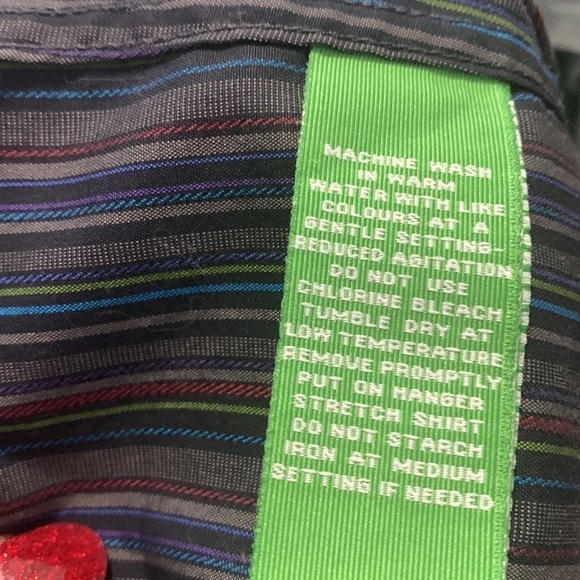 MACHINE WASH
IN WARM
WATER WITH LIKE
COLOURS AT A
GENTLE SETTING-
REDUCED AGITATION
DO NOT USE
CHLORINE BLEACH
TUMBLE DRY AT
LOW TEMPERATURE
REMOVE PROMPTLY
PUT ON HANGER
STRETCH SHIRT
DO NOT STARCH
IRON AT MEDIUM
SETTING IF NEEDED